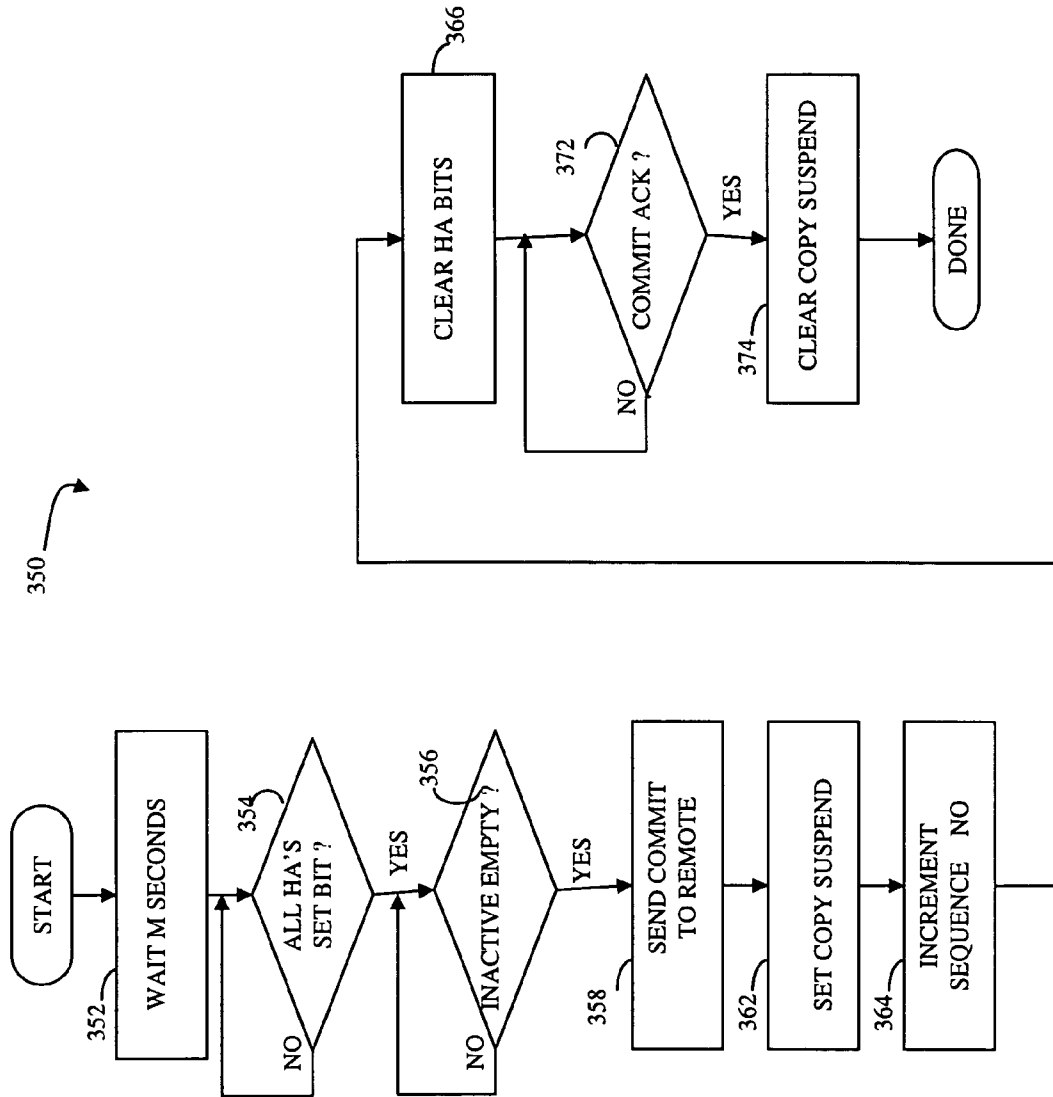 350
START
352
WAIT M SECONDS
354
ALL HA'S
SET BIT ?
NO
YES
356
INACTIVE EMPTY ?
NO
YES
358
SEND COMMIT
TO REMOTE
362
SET COPY SUSPEND
364
INCREMENT
SEQUENCE NO
366
CLEAR HA BITS
372
COMMIT ACK ?
NO
YES
374
CLEAR COPY SUSPEND
DONE